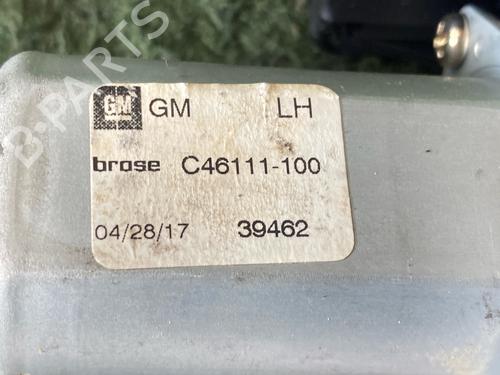 GM GM LH
brose C46111-100
04/28/17 39462
B-PARTS